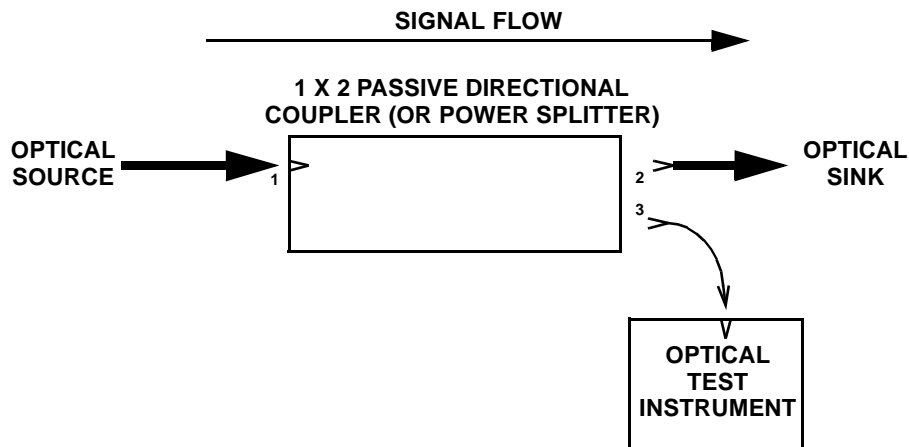 SIGNAL FLOW
1 X 2 PASSIVE DIRECTIONAL
COUPLER (OR POWER SPLITTER)
OPTICAL
SOURCE
1
2
3
OPTICAL
SINK
OPTICAL
TEST
INSTRUMENT